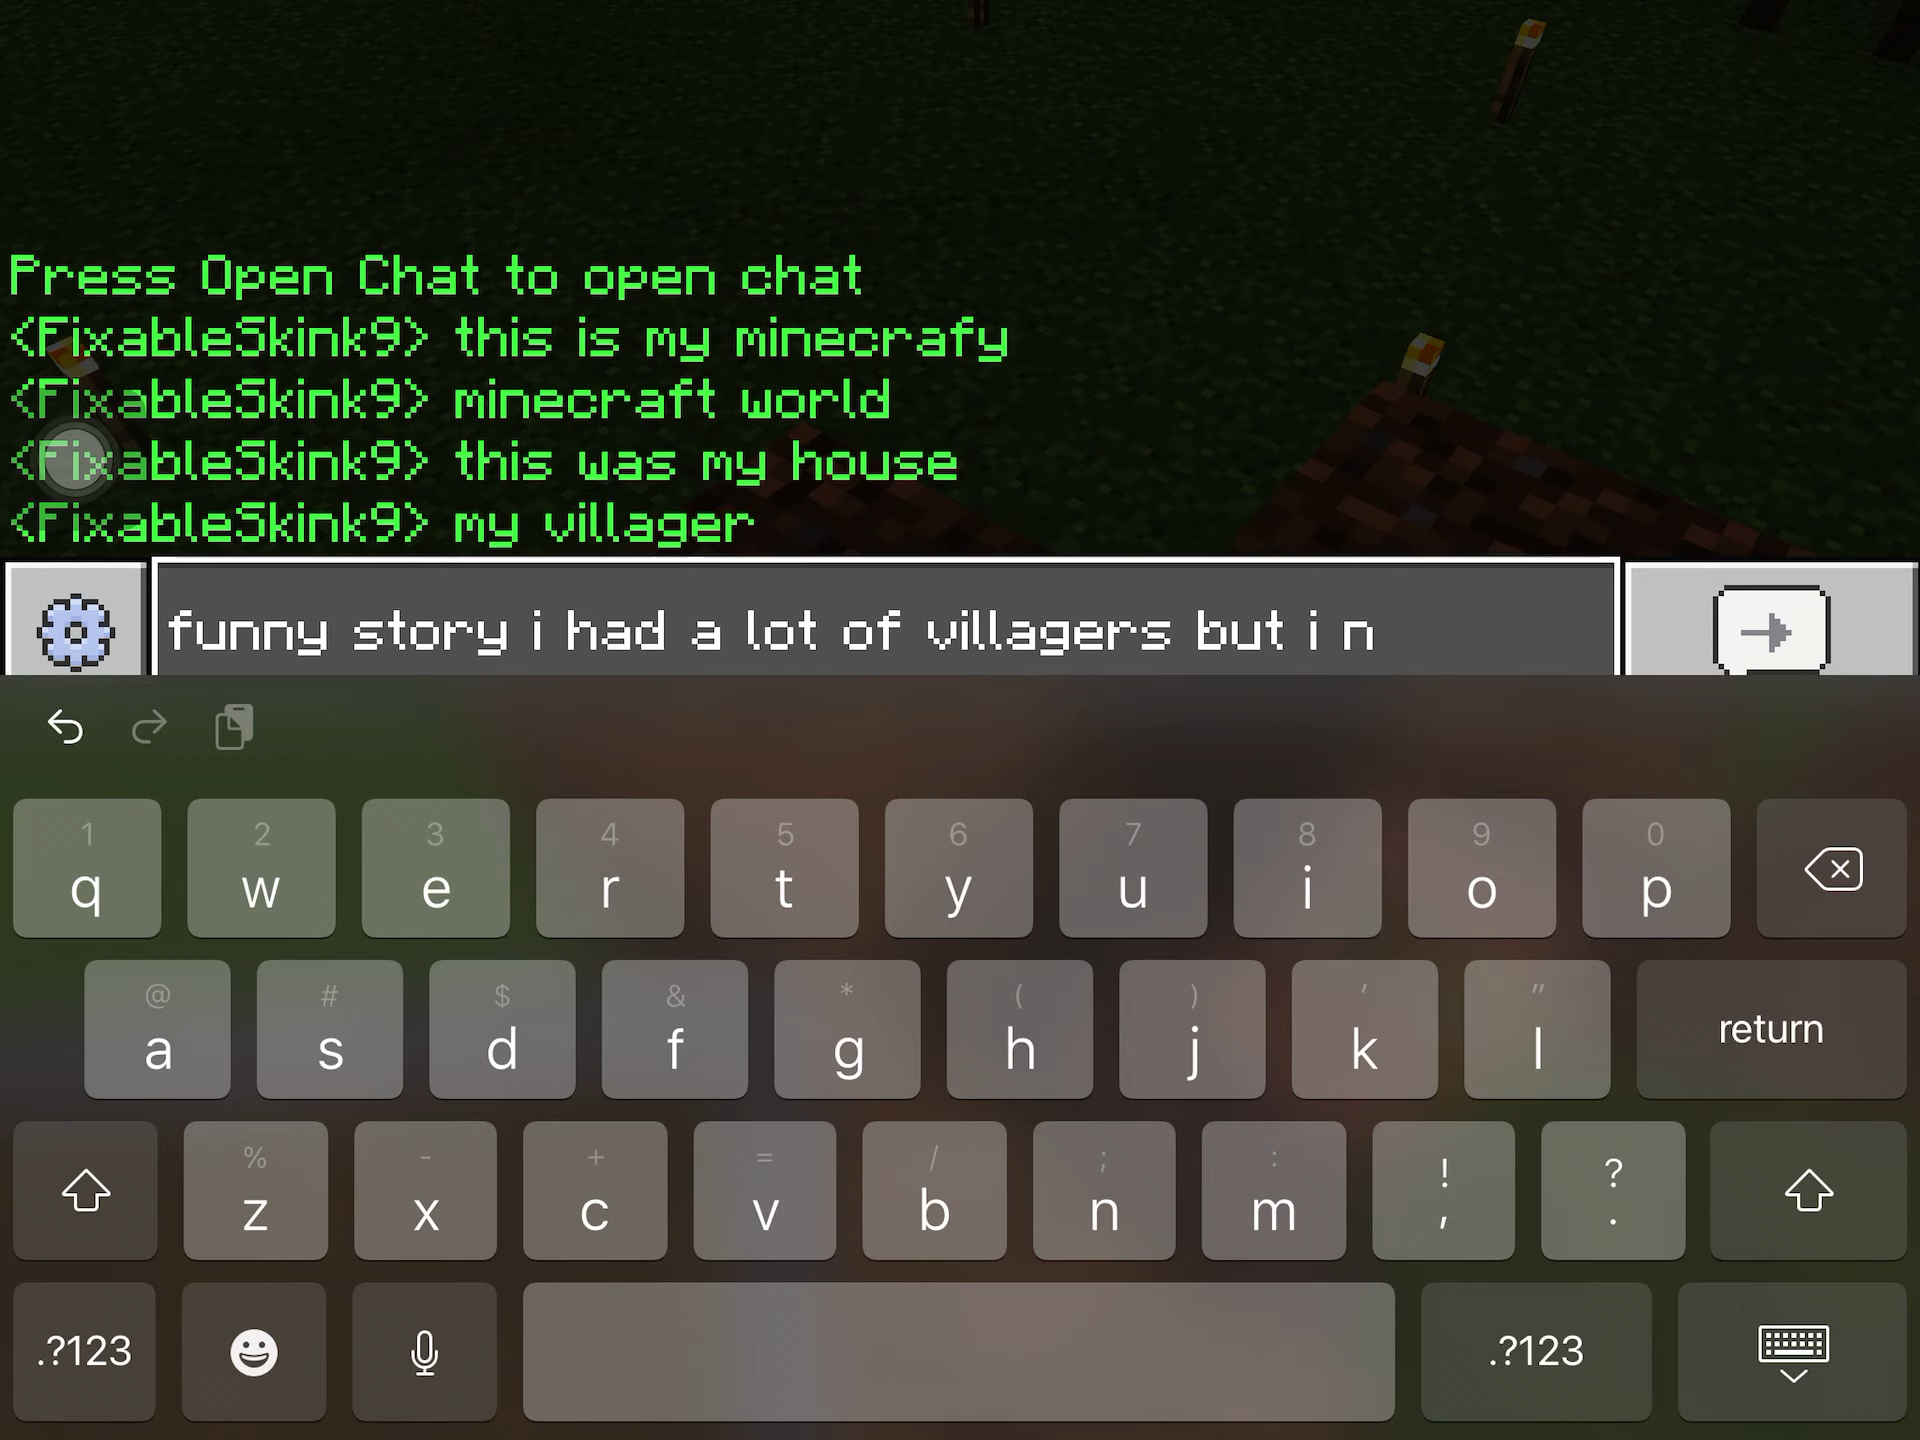 Press Open Chat to open chat
<FixableSkink9> this is my minecrafy
<FixableSkink9> minecraft world
<FixableSkink9> this was my house
<FixableSkink9> my villager
funny story i had a lot of villagers but i n
1 2 3 4 5 6 7 8 9 0
q w e r t y u i o p
@ # $ & * ( ) ' "
a s d f g h j k l return
% - + = / ; : ! ?
z x c v b n m , .
.?123 .?123